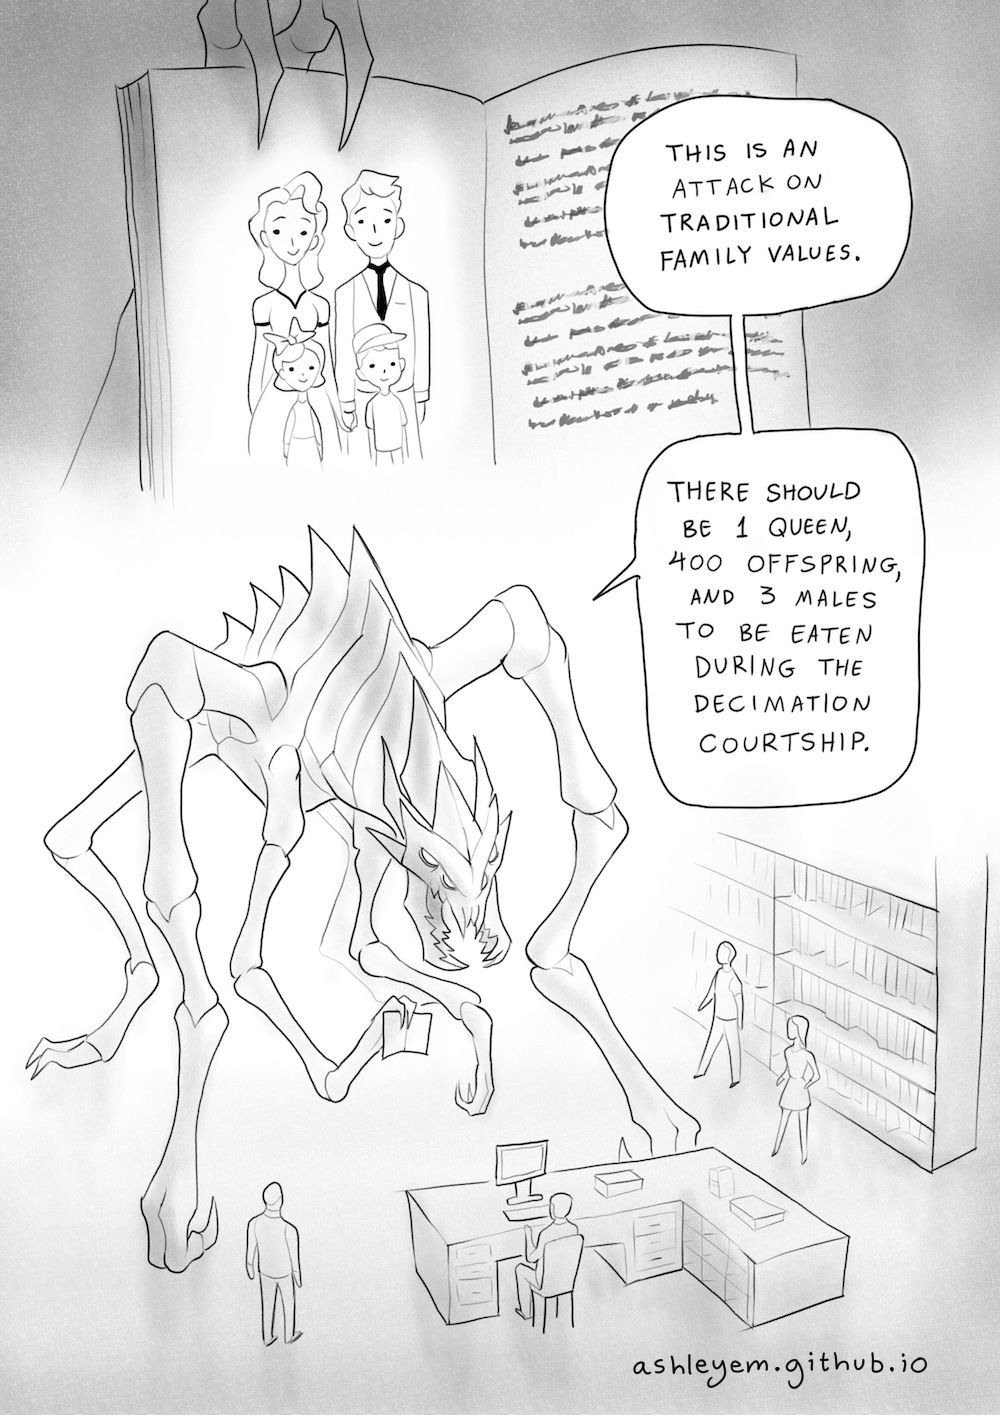 THIS IS AN
ATTACK ON
TRADITIONAL
FAMILY VALUES.
THERE SHOULD
BE 1 QUEEN,
400 OFFSPRING,
AND 3 MALES
TO BE EATEN
DURING THE
DECIMATION
COURTSHIP.
ashleyem.github.io